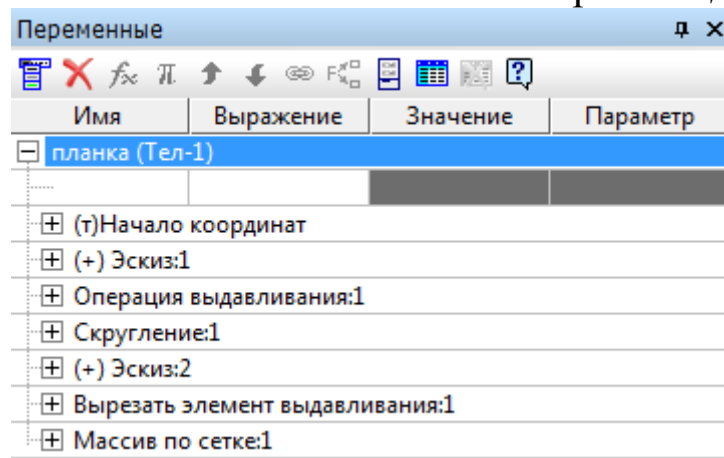 Переменные
Имя Выражение Значение Параметр
планка (Тел-1)
(т)Начало координат
(+) Эскиз:1
Операция выдавливания:1
Скругление:1
(+) Эскиз:2
Вырезать элемент выдавливания:1
Массив по сетке:1